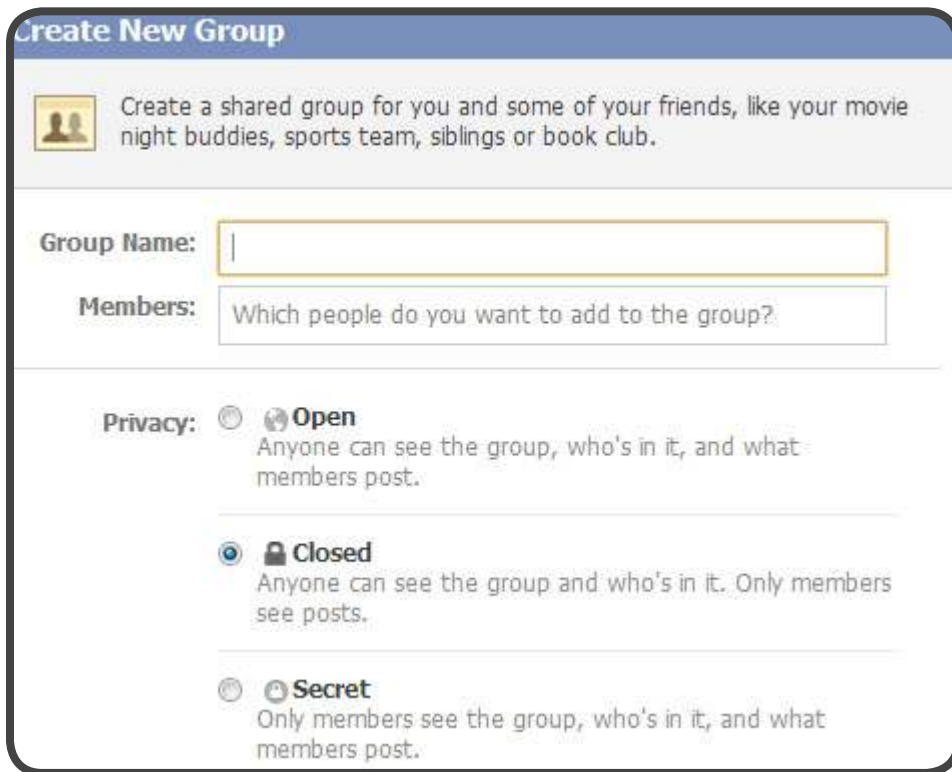 Create New Group
Create a shared group for you and some of your friends, like your movie
night buddies, sports team, siblings or book club.
Group Name:
Members: Which people do you want to add to the group?
Privacy: Open
Anyone can see the group, who's in it, and what
members post.
Closed
Anyone can see the group and who's in it. Only members
see posts.
Secret
Only members see the group, who's in it, and what
members post.